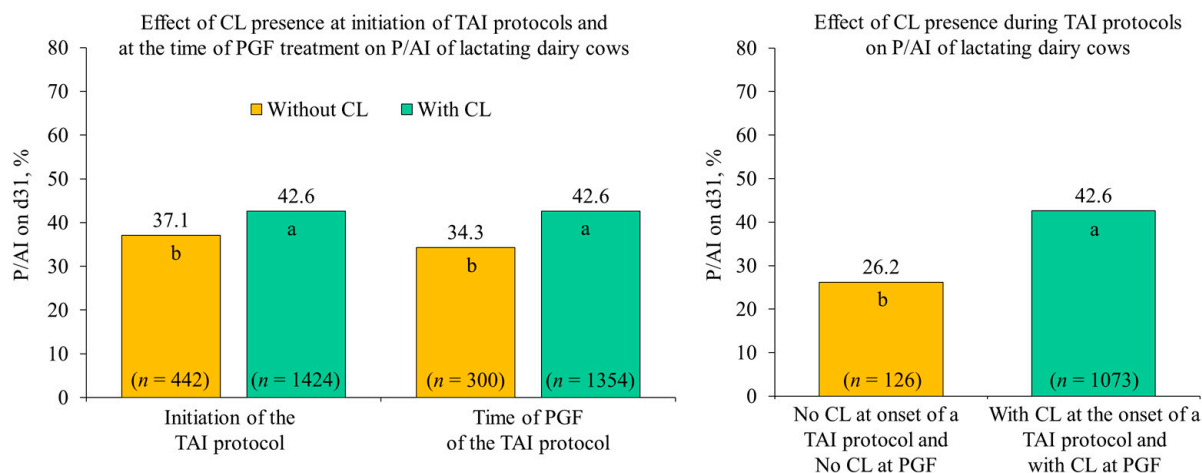 Effect of CL presence at initiation of TAI protocols and
at the time of PGF treatment on P/AI of lactating dairy cows
P/AI on d31, %
80
70
60
50
40
30
20
10
0
Without CL
With CL
37.1
b
(n = 442)
42.6
a
(n = 1424)
34.3
b
(n = 300)
42.6
a
(n = 1354)
Initiation of the
TAI protocol
Time of PGF
of the TAI protocol
Effect of CL presence during TAI protocols
on P/AI of lactating dairy cows
P/AI on d31, %
80
70
60
50
40
30
20
10
0
26.2
b
(n = 126)
42.6
a
(n = 1073)
No CL at onset of a
TAI protocol and
No CL at PGF
With CL at the onset of a
TAI protocol and
with CL at PGF